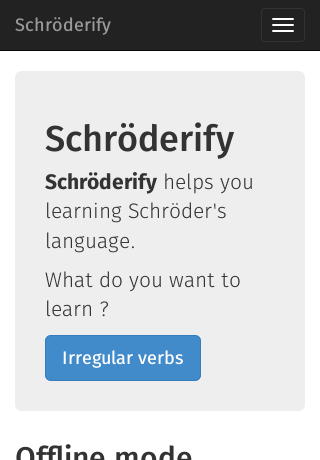 Schröderify
Schröderify
Schröderify helps you
learning Schröder's
language.
What do you want to
learn ?
Irregular verbs
Offline mode